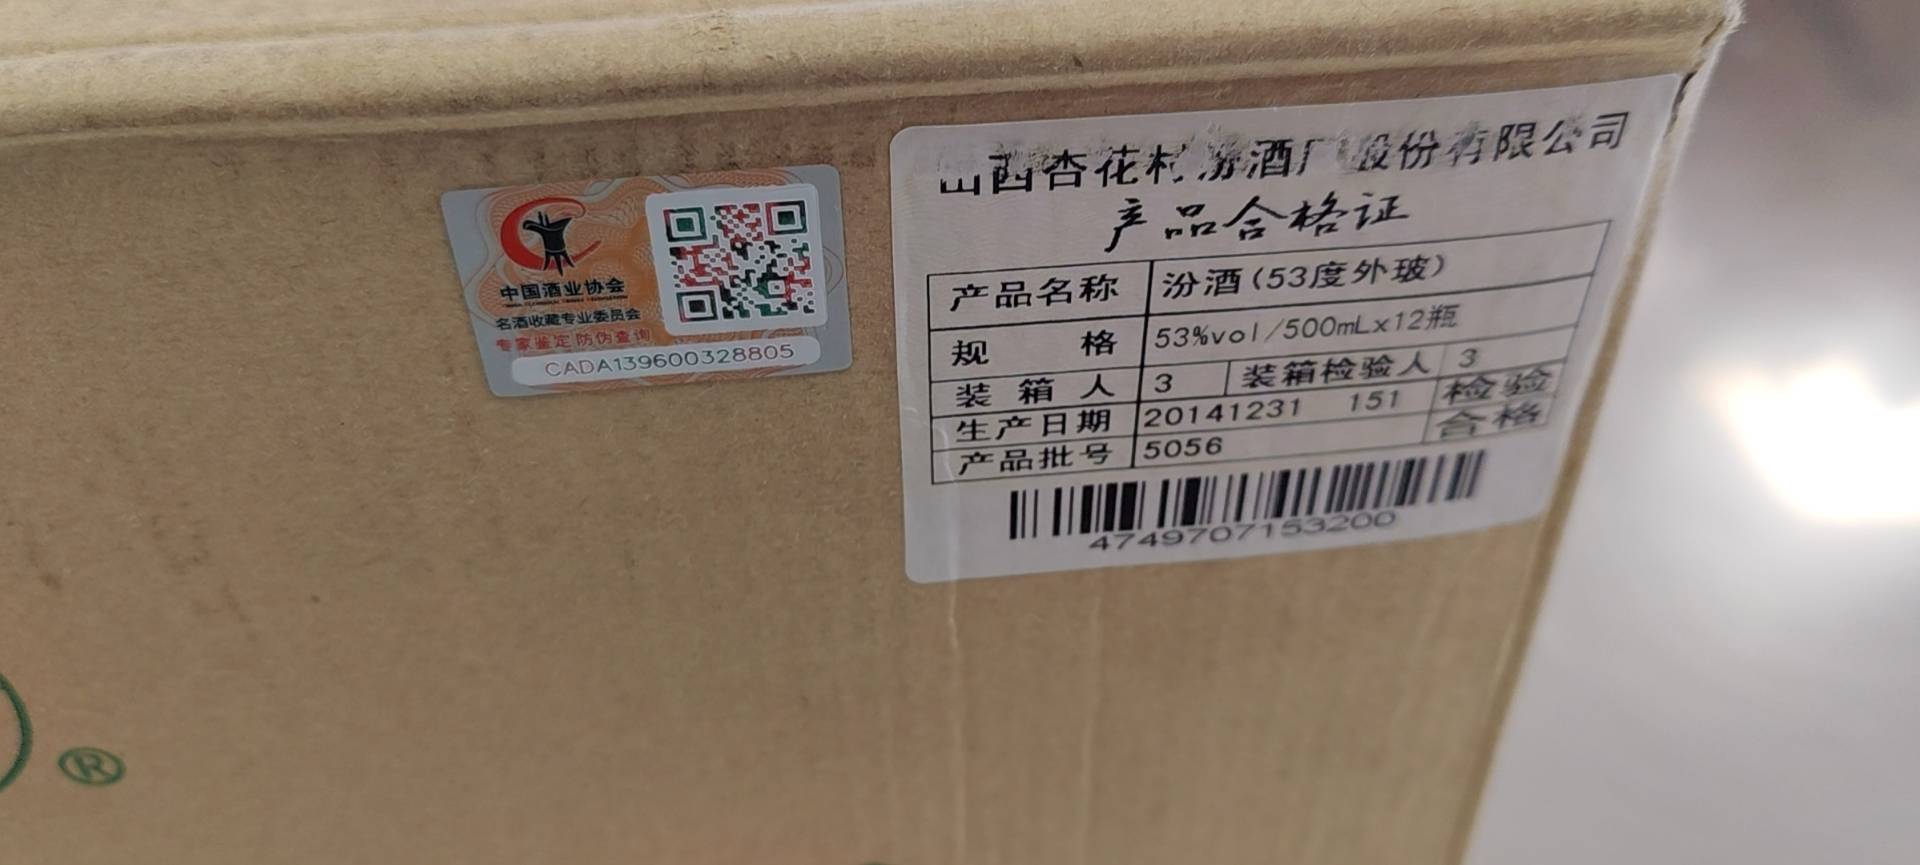 中国酒业协会
名酒收藏专业委员会
专家鉴定 防伪查询
CADA139600328805
山西杏花村汾酒厂股份有限公司
产品合格证
产品名称 汾酒(53度外玻)
规 格 53%vol/500mLx12瓶
装 箱 人 3 装箱检验人 3
生产日期 20141231 151 检验
产品批号 5056 合格
4749707153200
®